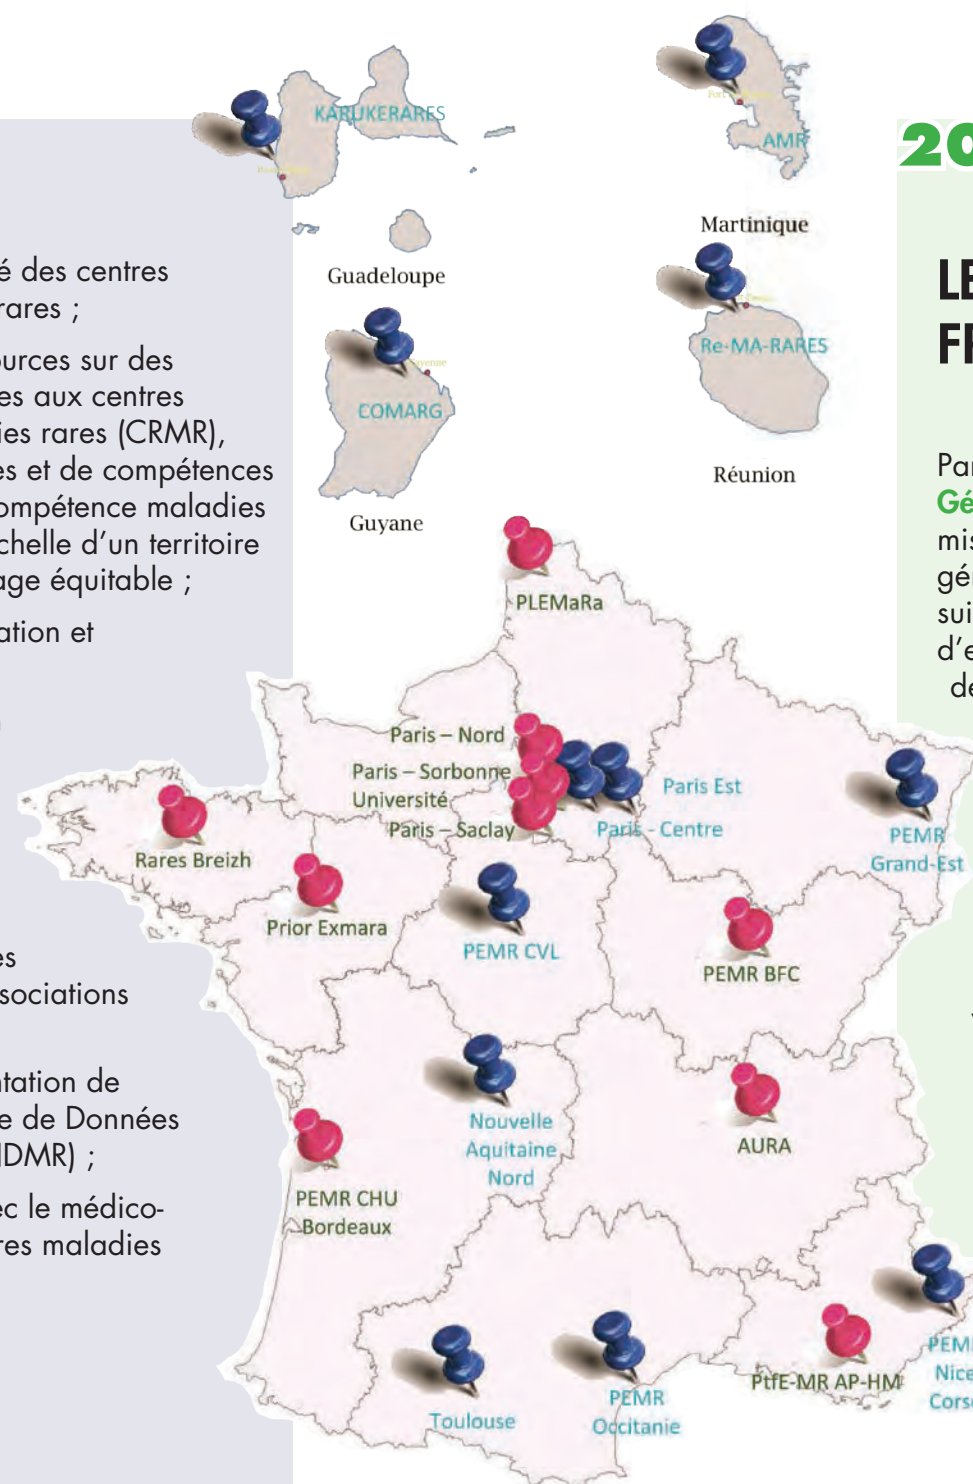 é des centres
rares ;
ources sur des
es aux centres
ies rares (CRMR),
es et de compétences
ompétence maladies
chelle d'un territoire
age équitable ;
ation et
es
ssociations
ntation de
e de Données
NDMR) ;
ec le médico-
res maladies
KARUKERARES
Guadeloupe
AMR
Martinique
COMARG
Guyane
Re-MA-RARES
Réunion
PLEMaRa
Paris – Nord
Paris – Sorbonne
Université
Paris – Saclay
Paris Est
Paris - Centre
PEMR
Grand-Est
Rares Breizh
Prior Exmara
PEMR CVL
PEMR BFC
Nouvelle
Aquitaine
Nord
AURA
PEMR CHU
Bordeaux
Toulouse
PEMR
Occitanie
PtfE-MR AP-HM
PEM
Nice
Cors
20
LE
FR
Par
Gé
mis
gé
sui
d'e
de